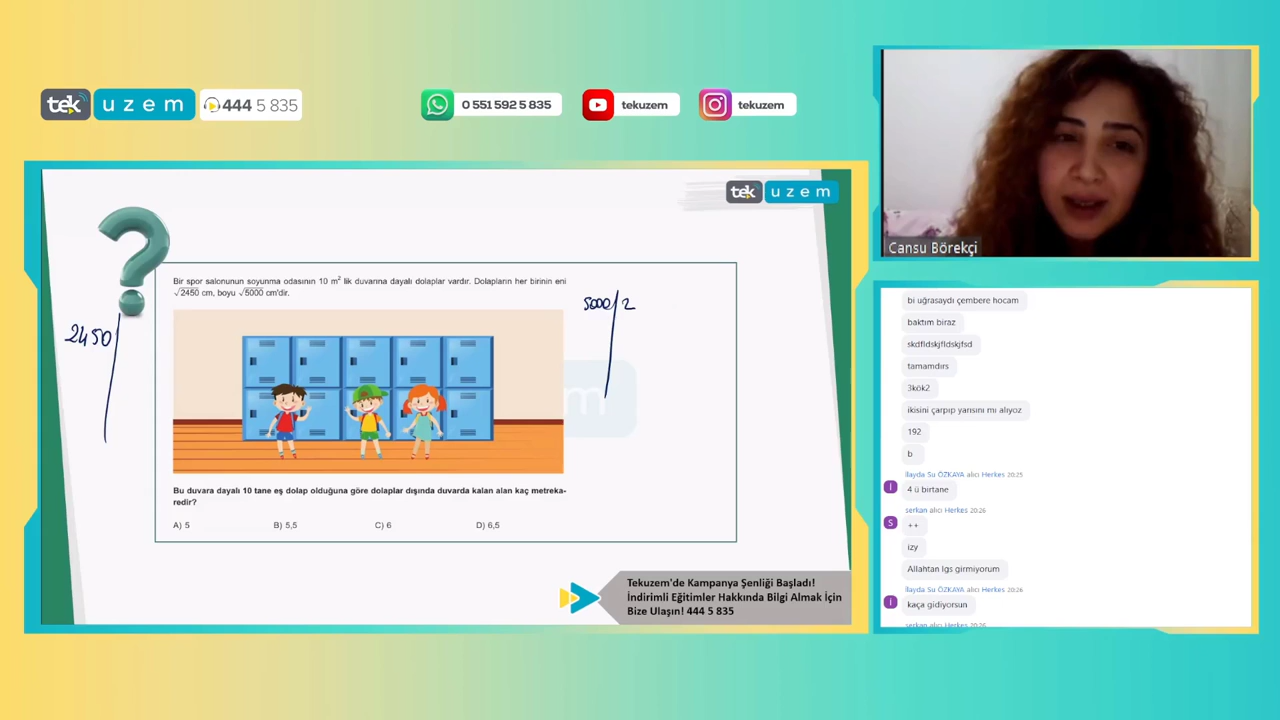 tek uzem 444 5 835
0 551 592 5 835
tekuzem
tekuzem
tek uzem
Bir spor salonunun soyunma odasının 10 m² lik duvarına dayalı dolaplar vardır. Dolapların her birinin eni
√2450 cm, boyu √5000 cm'dir.
5000 2
2450
Bu duvara dayalı 10 tane eş dolap olduğuna göre dolaplar dışında duvarda kalan alan kaç metreka-
redir?
A) 5 B) 5,5 C) 6 D) 6,5
Tekuzem'de Kampanya Şenliği Başladı!
İndirimli Eğitimler Hakkında Bilgi Almak İçin
Bize Ulaşın! 444 5 835
Cansu Börekçi
bi uğrasaydı çembere hocam
baktım biraz
skdfldskjfldskjfsd
tamamdırs
3kök2
ikisini çarpıp yarısını mı alıyoz
192
b
İlayda Su ÖZKAYA alıcı Herkes 20:25
İ
4 ü birtane
serkan alıcı Herkes 20:26
S
++
izy
Allahtan lgs girmiyorum
İlayda Su ÖZKAYA alıcı Herkes 20:26
İ
kaça gidiyorsun
serkan alıcı Herkes 20:26